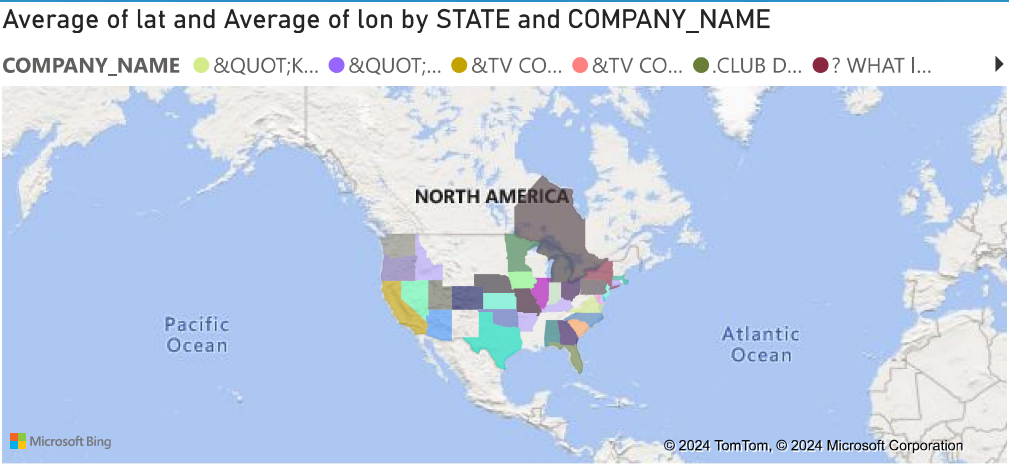 Average of lat and Average of lon by STATE and COMPANY_NAME
COMPANY_NAME &QUOT;K... &QUOT;... &TV CO... &TV CO... .CLUB D... ? WHAT I...
NORTH AMERICA
Pacific
Ocean
Atlantic
Ocean
Microsoft Bing
© 2024 TomTom, © 2024 Microsoft Corporation